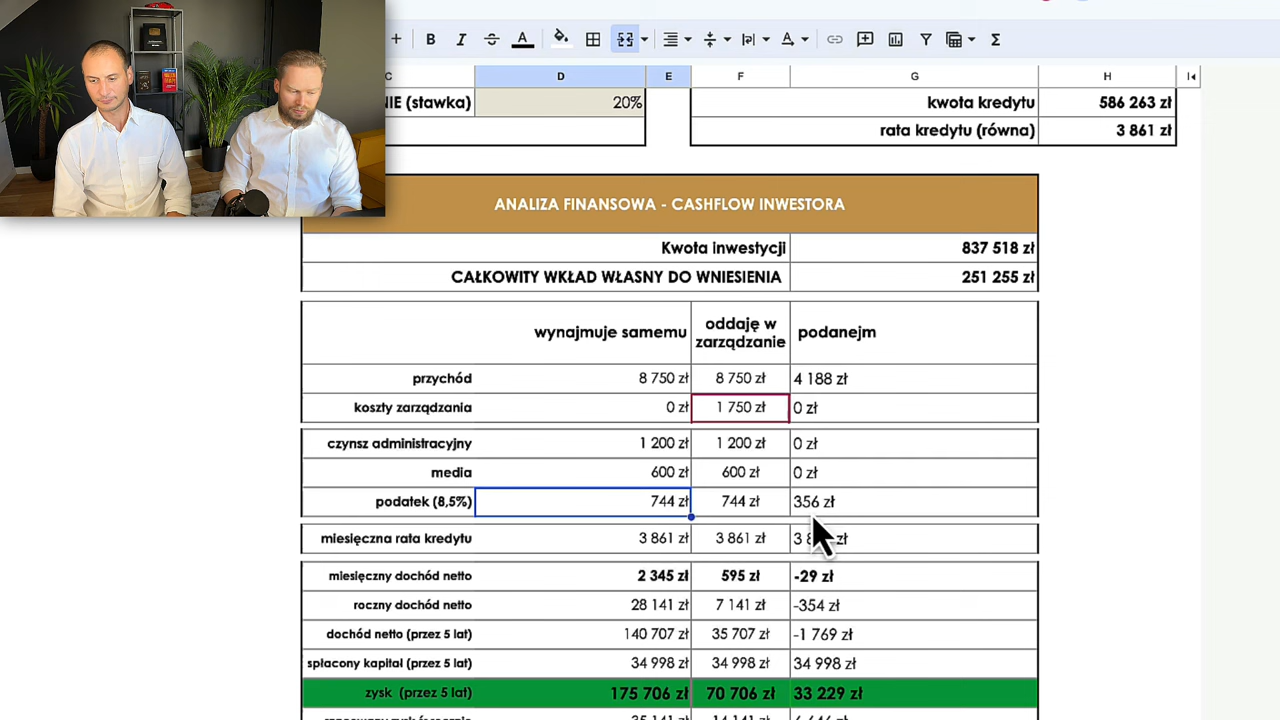 C D E F G H
NIE (stawka) 20% kwota kredytu 586 263 zł
rata kredytu (równa) 3 861 zł
ANALIZA FINANSOWA - CASHFLOW INWESTORA
Kwota inwestycji 837 518 zł
CAŁKOWITY WKŁAD WŁASNY DO WNIESIENIA 251 255 zł
wynajmuje samemu oddaję w zarządzanie podanejm
przychód 8 750 zł 8 750 zł 4 188 zł
koszty zarządzania 0 zł 1 750 zł 0 zł
czynsz administracyjny 1 200 zł 1 200 zł 0 zł
media 600 zł 600 zł 0 zł
podatek (8,5%) 744 zł 744 zł 356 zł
miesięczna rata kredytu 3 861 zł 3 861 zł 3 8 zł
miesięczny dochód netto 2 345 zł 595 zł -29 zł
roczny dochód netto 28 141 zł 7 141 zł -354 zł
dochód netto (przez 5 lat) 140 707 zł 35 707 zł -1 769 zł
spłacony kapitał (przez 5 lat) 34 998 zł 34 998 zł 34 998 zł
zysk (przez 5 lat) 175 706 zł 70 706 zł 33 229 zł